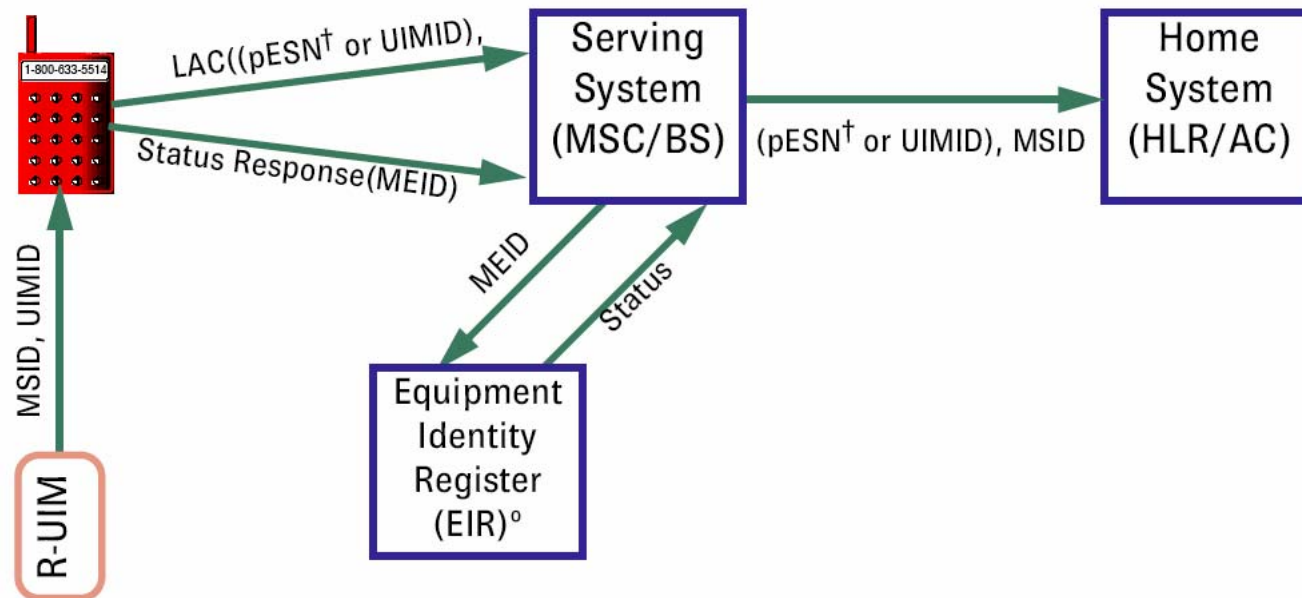 1-800-633-5514
LAC((pESN† or UIMID),
Status Response(MEID)
Serving
System
(MSC/BS)
(pESN† or UIMID), MSID
Home
System
(HLR/AC)
MEID
Status
MSID, UIMID
Equipment
Identity
Register
(EIR)º
R-UIM